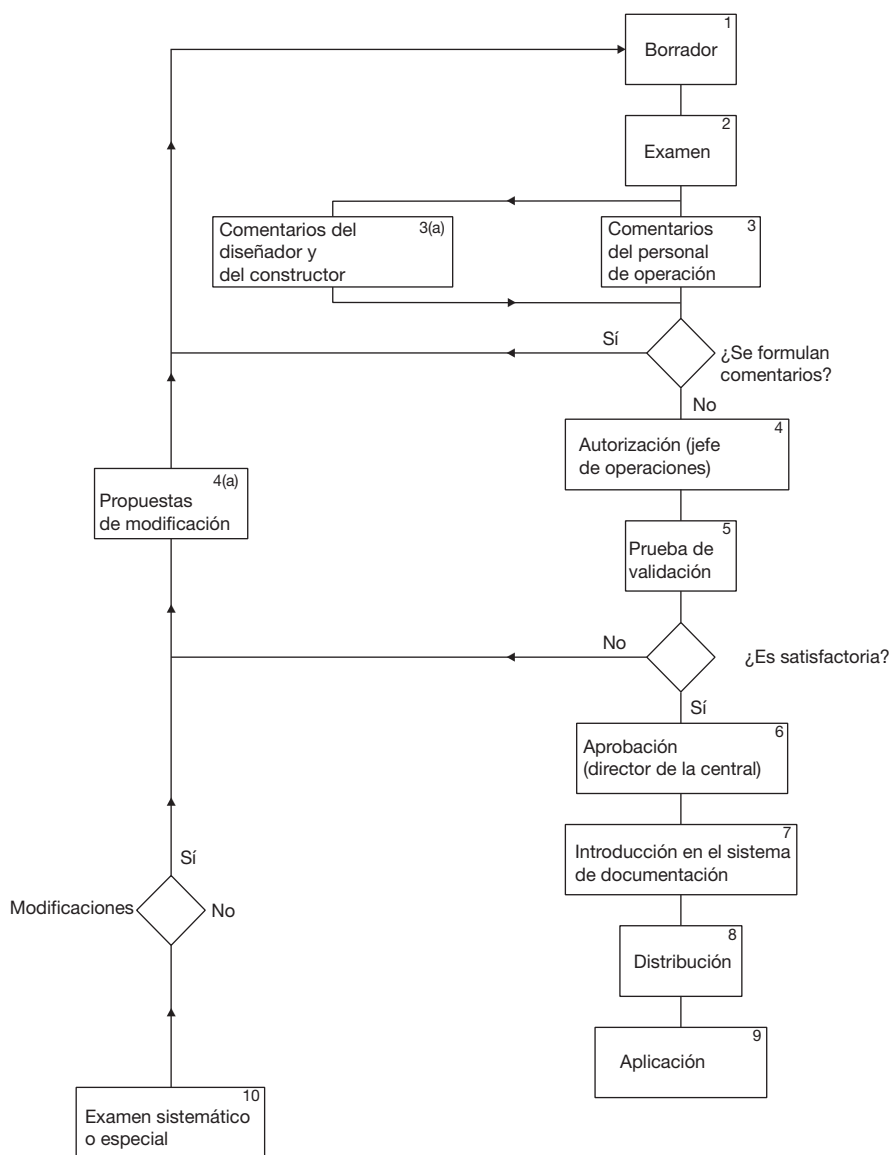 1
Borrador
2
Examen
3(a)
Comentarios del
diseñador y
del constructor
3
Comentarios
del personal
de operación
Sí
¿Se formulan
comentarios?
No
4
Autorización (jefe
de operaciones)
4(a)
Propuestas
de modificación
5
Prueba de
validación
No
¿Es satisfactoria?
Sí
6
Aprobación
(director de la central)
7
Introducción en el sistema
de documentación
Sí
Modificaciones
No
8
Distribución
9
Aplicación
10
Examen sistemático
o especial